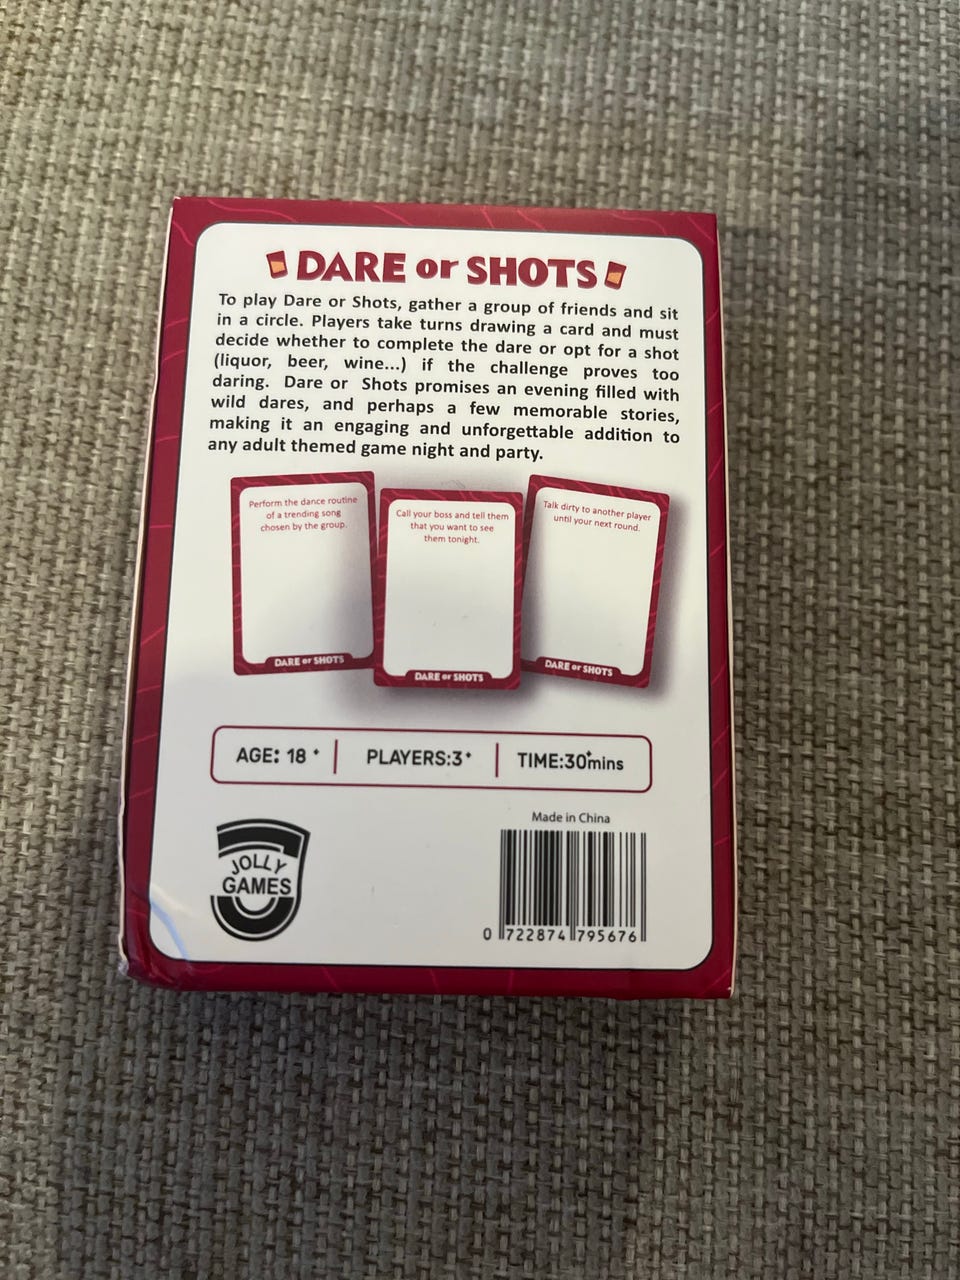 DARE or SHOTS
To play Dare or Shots, gather a group of friends and sit
in a circle. Players take turns drawing a card and must
decide whether to complete the dare or opt for a shot
(liquor, beer, wine...) if the challenge proves too
daring. Dare or Shots promises an evening filled with
wild dares, and perhaps a few memorable stories,
making it an engaging and unforgettable addition to
any adult themed game night and party.
Perform the dance routine
of a trending song
chosen by the group.
DARE or SHOTS
Call your boss and tell them
that you want to see
them tonight.
DARE or SHOTS
Talk dirty to another player
until your next round.
DARE or SHOTS
AGE: 18+ PLAYERS:3+ TIME:30+mins
JOLLY
GAMES
Made in China
0 722874 795676